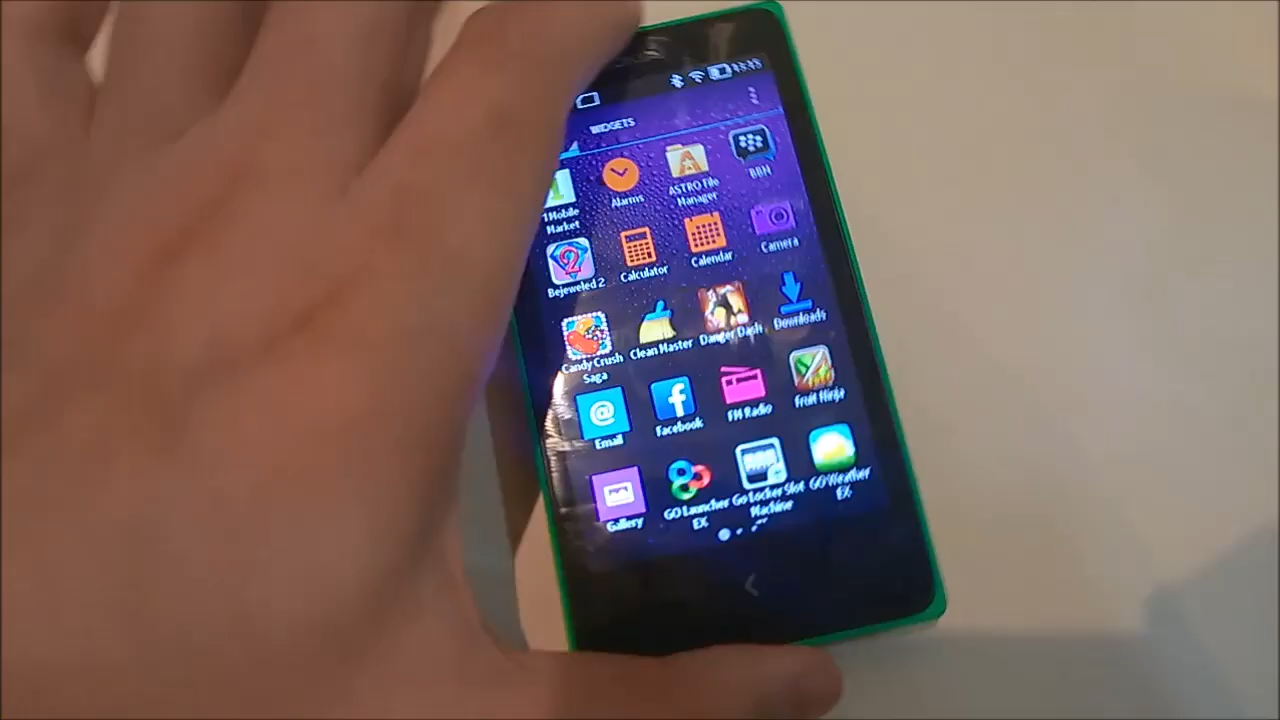 WIDGETS
1Mobile
Market
Alarms
ASTRO File
Manager
BBM
Bejeweled 2
Calculator
Calendar
Camera
Candy Crush
Saga
Clean Master
Danger Dash
Downloads
Email
Facebook
FM Radio
Fruit Ninja
Gallery
GO Launcher
EX
Go Locker Slot
Machine
GO Weather
EX